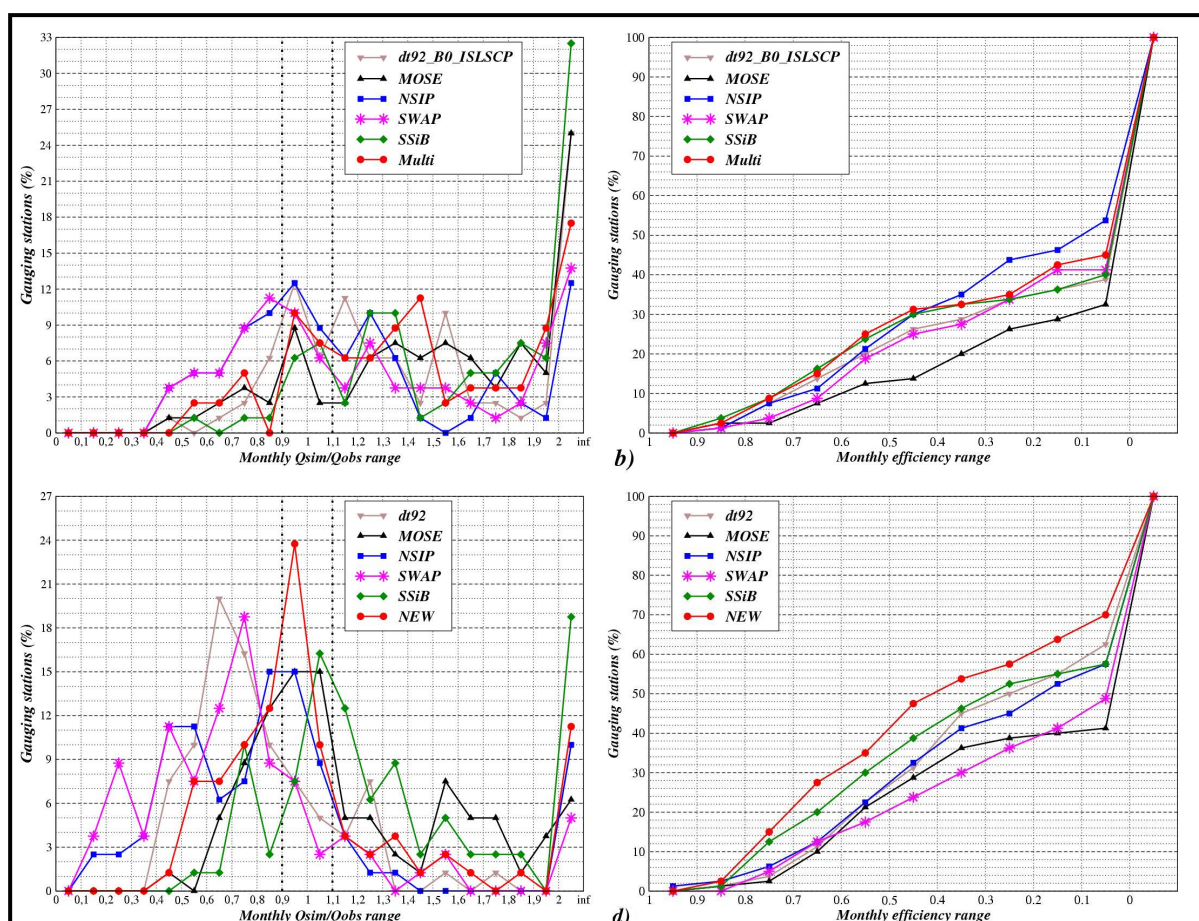 33
30
27
24
21
18
15
12
9
6
3
0
Gauging stations (%)
dt92_B0_ISLSCP
MOSE
NSIP
SWAP
SSiB
Multi
0,1 0,2 0,3 0,4 0,5 0,6 0,7 0,8 0,9 1 1,1 1,2 1,3 1,4 1,5 1,6 1,7 1,8 1,9 2 inf
Monthly Qsim/Qobs range
100
90
80
70
60
50
40
30
20
10
0
Gauging stations (%)
dt92_B0_ISLSCP
MOSE
NSIP
SWAP
SSiB
Multi
1 0.9 0.8 0.7 0.6 0.5 0.4 0.3 0.2 0.1 0
b)
Monthly efficiency range
27
24
21
18
15
12
9
6
3
0
Gauging stations (%)
dt92
MOSE
NSIP
SWAP
SSiB
NEW
0,1 0,2 0,3 0,4 0,5 0,6 0,7 0,8 0,9 1 1,1 1,2 1,3 1,4 1,5 1,6 1,7 1,8 1,9 2 inf
Monthly Qsim/Qobs range
100
90
80
70
60
50
40
30
20
10
0
Gauging stations (%)
dt92
MOSE
NSIP
SWAP
SSiB
NEW
1 0.9 0.8 0.7 0.6 0.5 0.4 0.3 0.2 0.1 0
d)
Monthly efficiency range